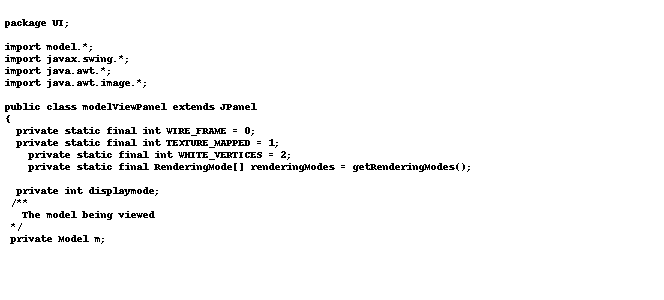 package UI;

import model.*;
import javax.swing.*;
import java.awt.*;
import java.awt.image.*;

public class modelViewPanel extends JPanel
{
  private static final int WIRE_FRAME = 0;
  private static final int TEXTURE_MAPPED = 1;
    private static final int WHITE_VERTICES = 2;
    private static final RenderingMode[] renderingModes = getRenderingModes();

  private int displaymode;
 /**
   The model being viewed
 */
 private Model m;